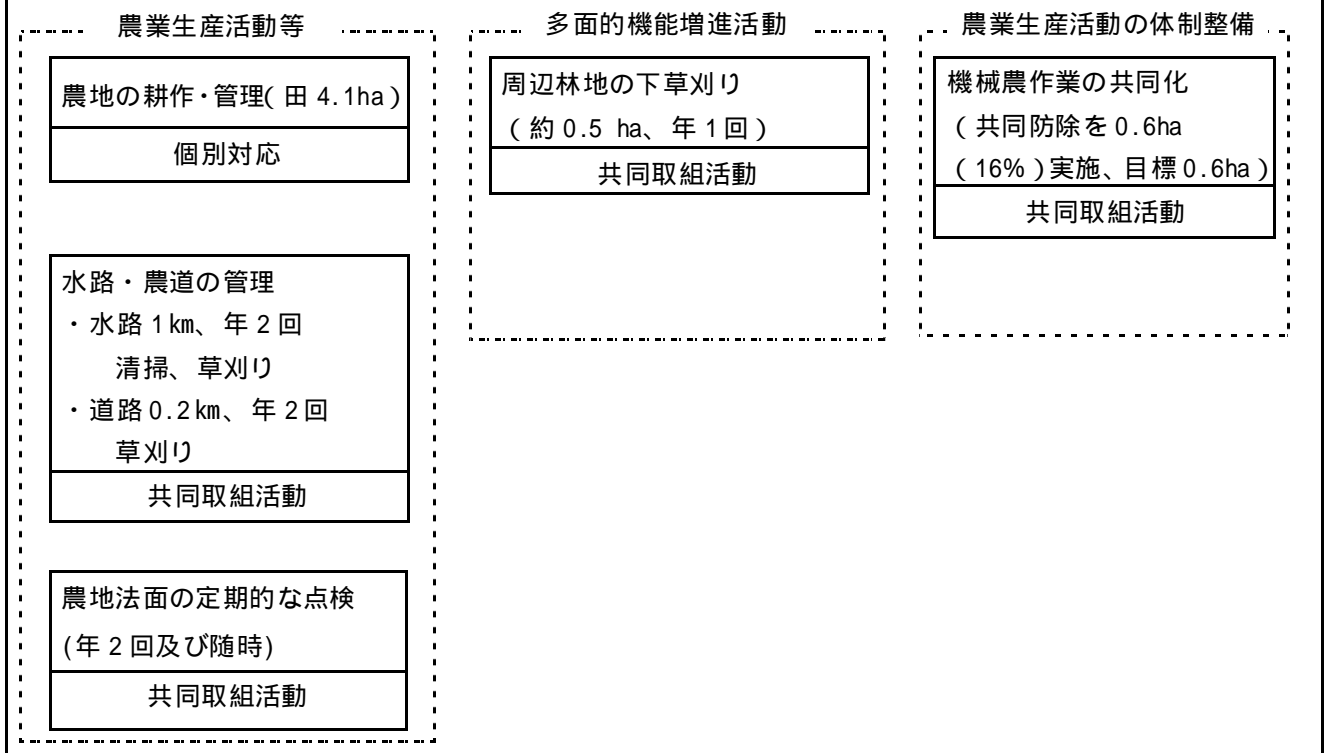 農業生産活動等
農地の耕作・管理(田4.1ha)
個別対応
水路・農道の管理
・水路1㎞、年2回
清掃、草刈り
・道路0.2㎞、年2回
草刈り
共同取組活動
農地法面の定期的な点検
(年2回及び随時)
共同取組活動
多面的機能増進活動
周辺林地の下草刈り
(約0.5 ha、年1回)
共同取組活動
農業生産活動の体制整備
機械農作業の共同化
(共同防除を0.6ha
(16%)実施、目標0.6ha)
共同取組活動